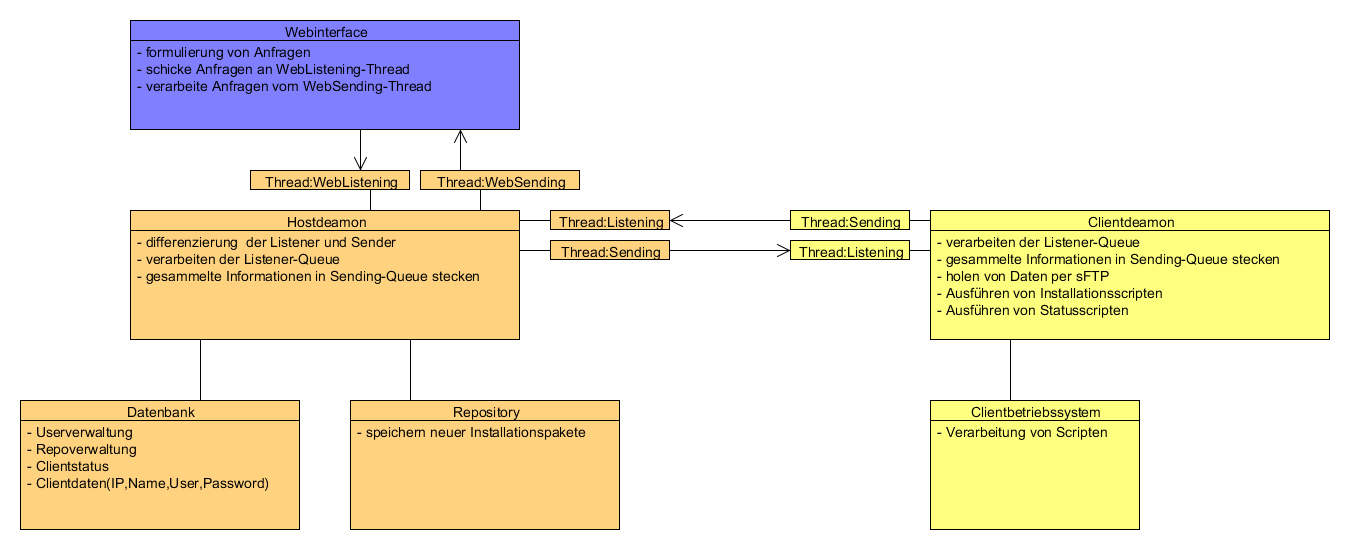 Webinterface
- formulierung von Anfragen
- schicke Anfragen an WebListening-Thread
- verarbeite Anfragen vom WebSending-Thread
Thread:WebListening
Thread:WebSending
Hostdeamon
- differenzierung  der Listener und Sender
- verarbeiten der Listener-Queue
- gesammelte Informationen in Sending-Queue stecken
Thread:Listening
Thread:Sending
Thread:Sending
Thread:Listening
Clientdeamon
- verarbeiten der Listener-Queue
- gesammelte Informationen in Sending-Queue stecken
- holen von Daten per sFTP
- Ausführen von Installationsscripten
- Ausführen von Statusscripten
Datenbank
- Userverwaltung
- Repoverwaltung
- Clientstatus
- Clientdaten(IP,Name,User,Password)
Repository
- speichern neuer Installationspakete
Clientbetriebssystem
- Verarbeitung von Scripten